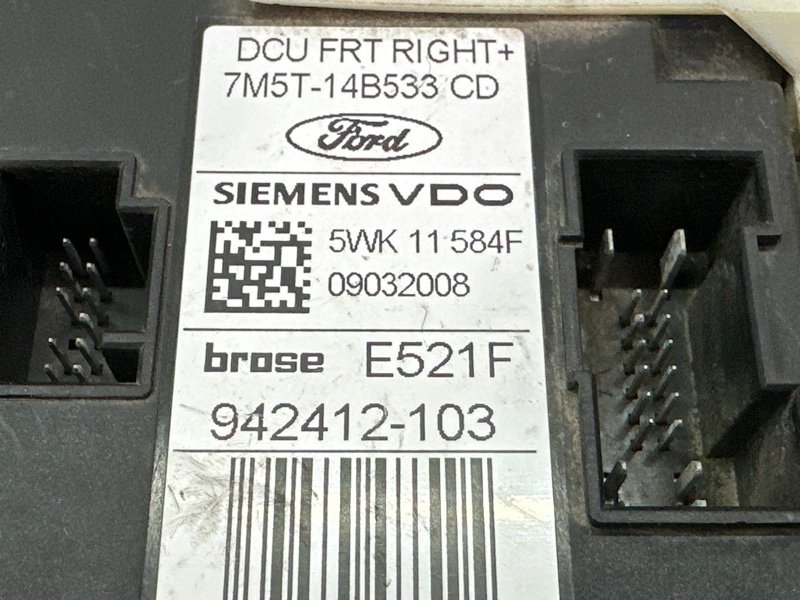 DCU FRT RIGHT+
7M5T-14B533 CD
Ford
SIEMENS VDO
5WK 11 584F
09032008
brose E521F
942412-103